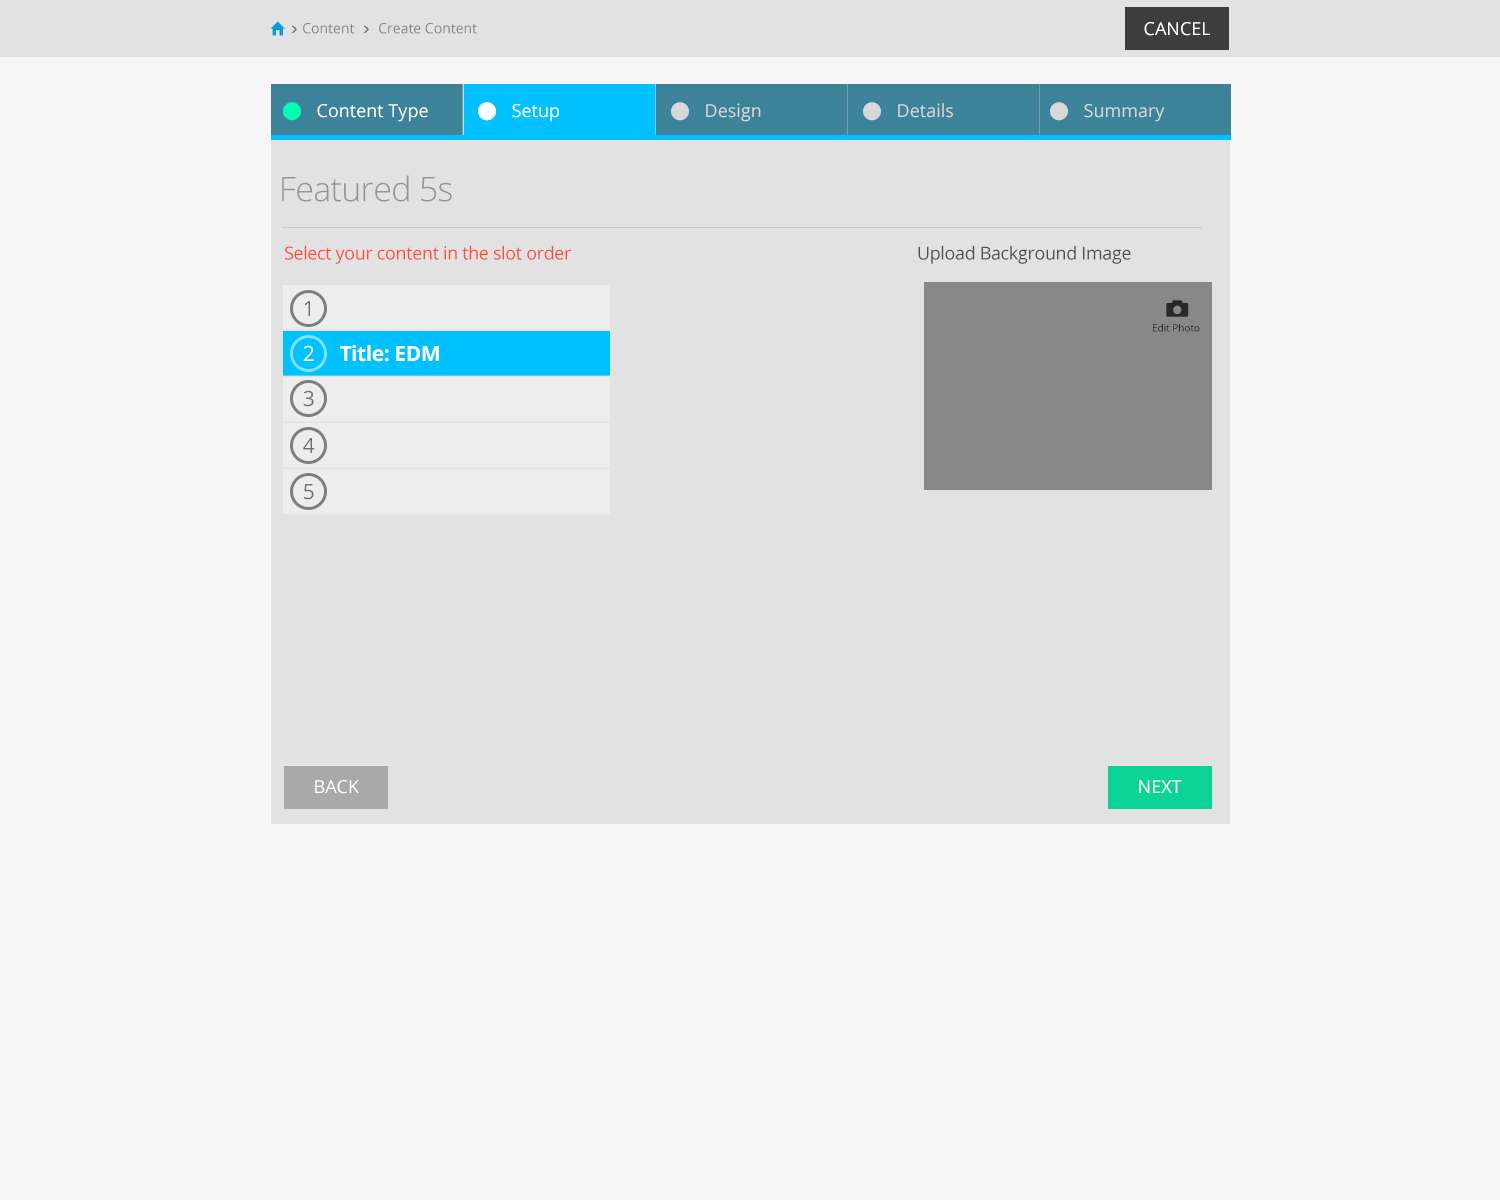 Content Create Content
CANCEL
Content Type Setup Design Details Summary
Featured 5s
Select your content in the slot order
Upload Background Image
1
2 Title: EDM
3
4
5
Edit Photo
BACK
NEXT